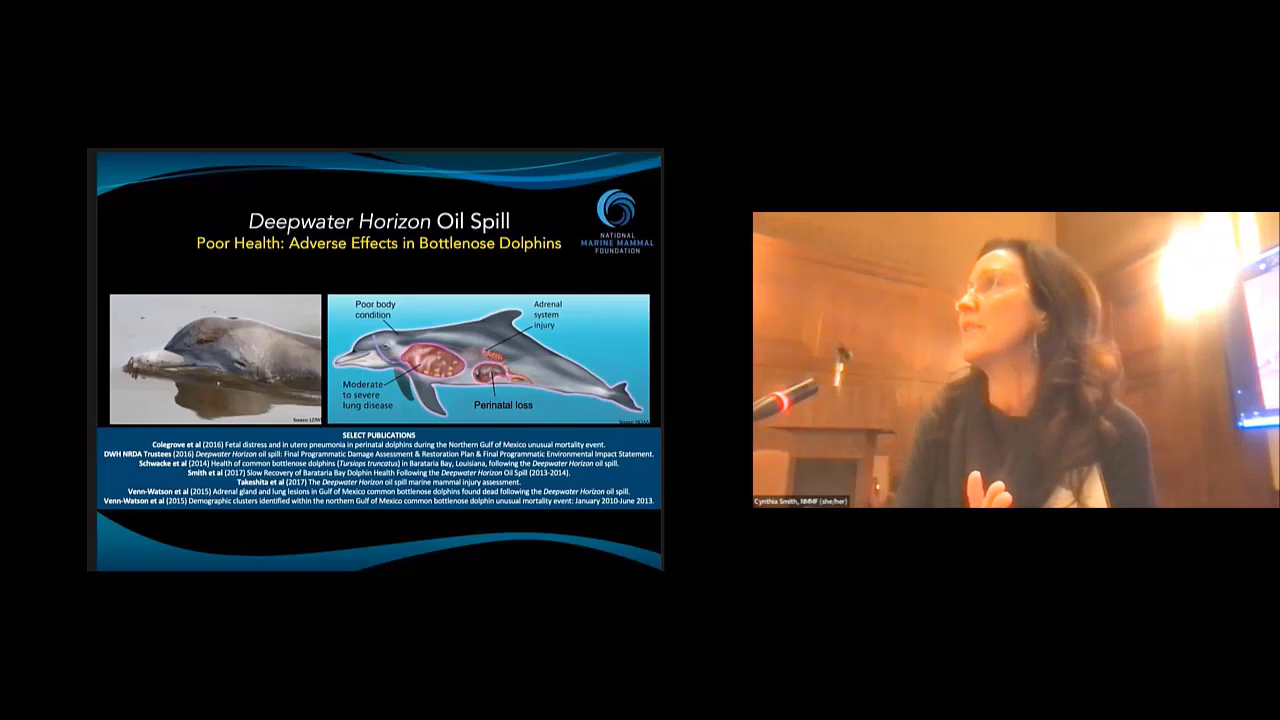 Deepwater Horizon Oil Spill
Poor Health: Adverse Effects in Bottlenose Dolphins
NATIONAL
MARINE MAMMAL
FOUNDATION
Poor body
condition
Adrenal
system
injury
Moderate
to severe
lung disease
Perinatal loss
Source: LDWF
Source: NOAA
SELECT PUBLICATIONS
Colegrove et al (2016) Fetal distress and in utero pneumonia in perinatal dolphins during the Northern Gulf of Mexico unusual mortality event.
DWH NRDA Trustees (2016) Deepwater Horizon oil spill: Final Programmatic Damage Assessment & Restoration Plan & Final Programmatic Environmental Impact Statement.
Schwacke et al (2014) Health of common bottlenose dolphins (Tursiops truncatus) in Barataria Bay, Louisiana, following the Deepwater Horizon oil spill.
Smith et al (2017) Slow Recovery of Barataria Bay Dolphin Health Following the Deepwater Horizon Oil Spill (2013-2014).
Takeshita et al (2017) The Deepwater Horizon oil spill marine mammal injury assessment.
Venn-Watson et al (2015) Adrenal gland and lung lesions in Gulf of Mexico common bottlenose dolphins found dead following the Deepwater Horizon oil spill.
Venn-Watson et al (2015) Demographic clusters identified within the northern Gulf of Mexico common bottlenose dolphin unusual mortality event: January 2010-June 2013.
Cynthia Smith, NMMF (she/her)